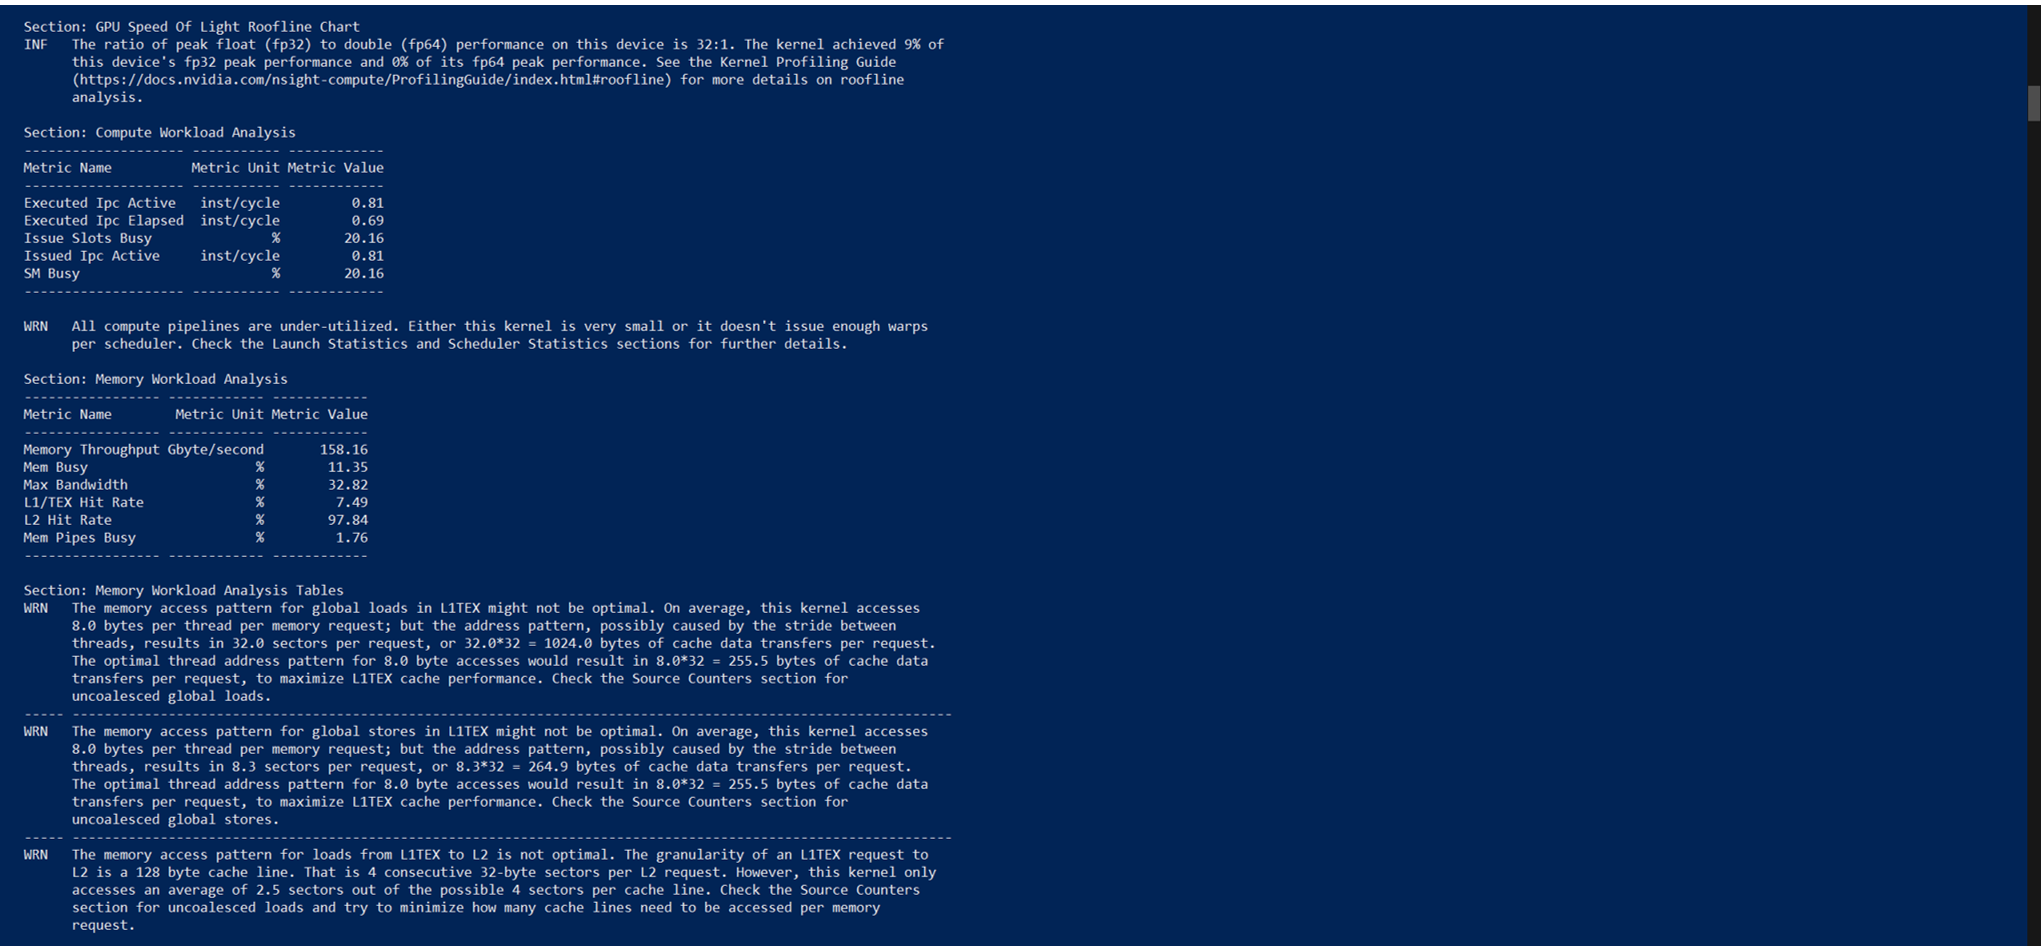 Section: GPU Speed Of Light Roofline Chart
INF   The ratio of peak float (fp32) to double (fp64) performance on this device is 32:1. The kernel achieved 9% of
      this device's fp32 peak performance and 0% of its fp64 peak performance. See the Kernel Profiling Guide
      (https://docs.nvidia.com/nsight-compute/ProfilingGuide/index.html#roofline) for more details on roofline
      analysis.

Section: Compute Workload Analysis
-------------------- ----------- ------------
Metric Name          Metric Unit Metric Value
-------------------- ----------- ------------
Executed Ipc Active   inst/cycle         0.81
Executed Ipc Elapsed  inst/cycle         0.69
Issue Slots Busy               %        20.16
Issued Ipc Active     inst/cycle         0.81
SM Busy                        %        20.16
-------------------- ----------- ------------

WRN   All compute pipelines are under-utilized. Either this kernel is very small or it doesn't issue enough warps
      per scheduler. Check the Launch Statistics and Scheduler Statistics sections for further details.

Section: Memory Workload Analysis
----------------- ------------ ------------
Metric Name        Metric Unit Metric Value
----------------- ------------ ------------
Memory Throughput Gbyte/second       158.16
Mem Busy                     %        11.35
Max Bandwidth                %        32.82
L1/TEX Hit Rate              %         7.49
L2 Hit Rate                  %        97.84
Mem Pipes Busy               %         1.76
----------------- ------------ ------------

Section: Memory Workload Analysis Tables
WRN   The memory access pattern for global loads in L1TEX might not be optimal. On average, this kernel accesses
      8.0 bytes per thread per memory request; but the address pattern, possibly caused by the stride between
      threads, results in 32.0 sectors per request, or 32.0*32 = 1024.0 bytes of cache data transfers per request.
      The optimal thread address pattern for 8.0 byte accesses would result in 8.0*32 = 255.5 bytes of cache data
      transfers per request, to maximize L1TEX cache performance. Check the Source Counters section for
      uncoalesced global loads.
----- --------------------------------------------------------------------------------------------------------------
WRN   The memory access pattern for global stores in L1TEX might not be optimal. On average, this kernel accesses
      8.0 bytes per thread per memory request; but the address pattern, possibly caused by the stride between
      threads, results in 8.3 sectors per request, or 8.3*32 = 264.9 bytes of cache data transfers per request.
      The optimal thread address pattern for 8.0 byte accesses would result in 8.0*32 = 255.5 bytes of cache data
      transfers per request, to maximize L1TEX cache performance. Check the Source Counters section for
      uncoalesced global stores.
----- --------------------------------------------------------------------------------------------------------------
WRN   The memory access pattern for loads from L1TEX to L2 is not optimal. The granularity of an L1TEX request to
      L2 is a 128 byte cache line. That is 4 consecutive 32-byte sectors per L2 request. However, this kernel only
      accesses an average of 2.5 sectors out of the possible 4 sectors per cache line. Check the Source Counters
      section for uncoalesced loads and try to minimize how many cache lines need to be accessed per memory
      request.